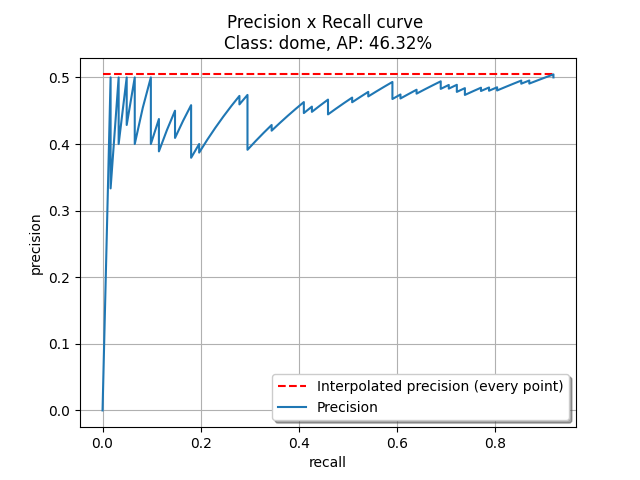 Precision x Recall curve
Class: dome, AP: 46.32%
precision
0.5
0.4
0.3
0.2
0.1
0.0
Interpolated precision (every point)
Precision
0.0 0.2 0.4 0.6 0.8
recall